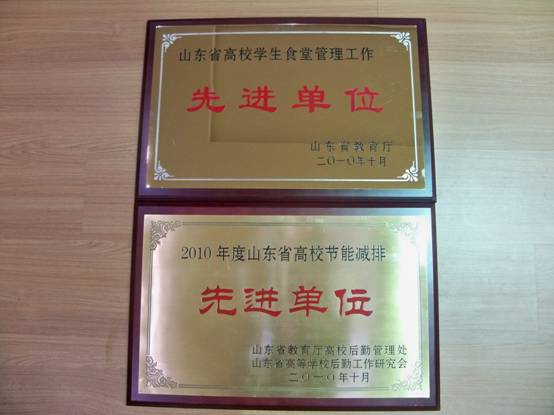 山东省高校学生食堂管理工作
先进单位
山东省教育厅
二〇一〇年十月
2010年度山东省高校节能减排
先进单位
山东省教育厅高校后勤管理处
山东省高等学校后勤工作研究会
二〇一〇年十月